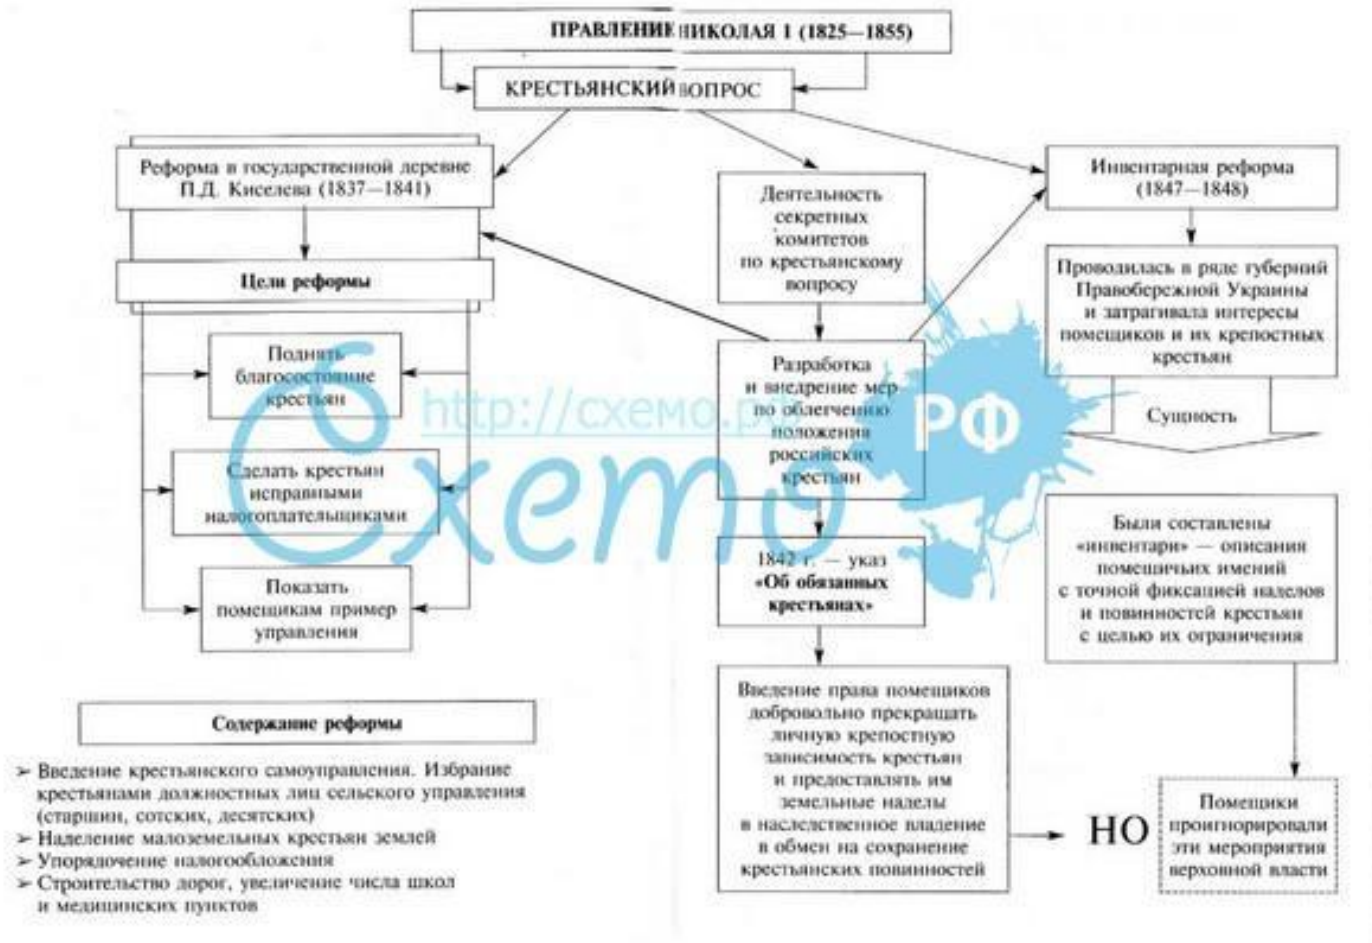 ПРАВЛЕНИЕ НИКОЛАЯ 1 (1825—1855)
КРЕСТЬЯНСКИЙ ВОПРОС
Реформа в государственной деревне
П.Д. Киселева (1837—1841)
Цели реформы
Поднять
благосостояние
крестьян
Сделать крестьян
исправными
налогоплательщиками
Показать
помещикам пример
управления
Содержание реформы
➢ Введение крестьянского самоуправления. Избрание
крестьянами должностных лиц сельского управления
(старшин, сотских, десятских)
➢ Наделение малоземельных крестьян землей
➢ Упорядочение налогообложения
➢ Строительство дорог, увеличение числа школ
и медицинских пунктов
Деятельность
секретных
комитетов
по крестьянскому
вопросу
Разработка
и внедрение мер
по облегчению
положения
российских
крестьян
1842 г. — указ
«Об обязанных
крестьянах»
Введение права помещиков
добровольно прекращать
личную крепостную
зависимость крестьян
и предоставлять им
земельные наделы
в наследственное владение
в обмен на сохранение
крестьянских повинностей
Инвентарная реформа
(1847—1848)
Проводилась в ряде губерний
Правобережной Украины
и затрагивала интересы
помещиков и их крепостных
крестьян
Сущность
Были составлены
«инвентари» — описания
помещичьих имений
с точной фиксацией наделов
и повинностей крестьян
с целью их ограничения
НО
Помещики
проигнорировали
эти мероприятия
верховной власти
http://схемо.рф
Схемо
РФ